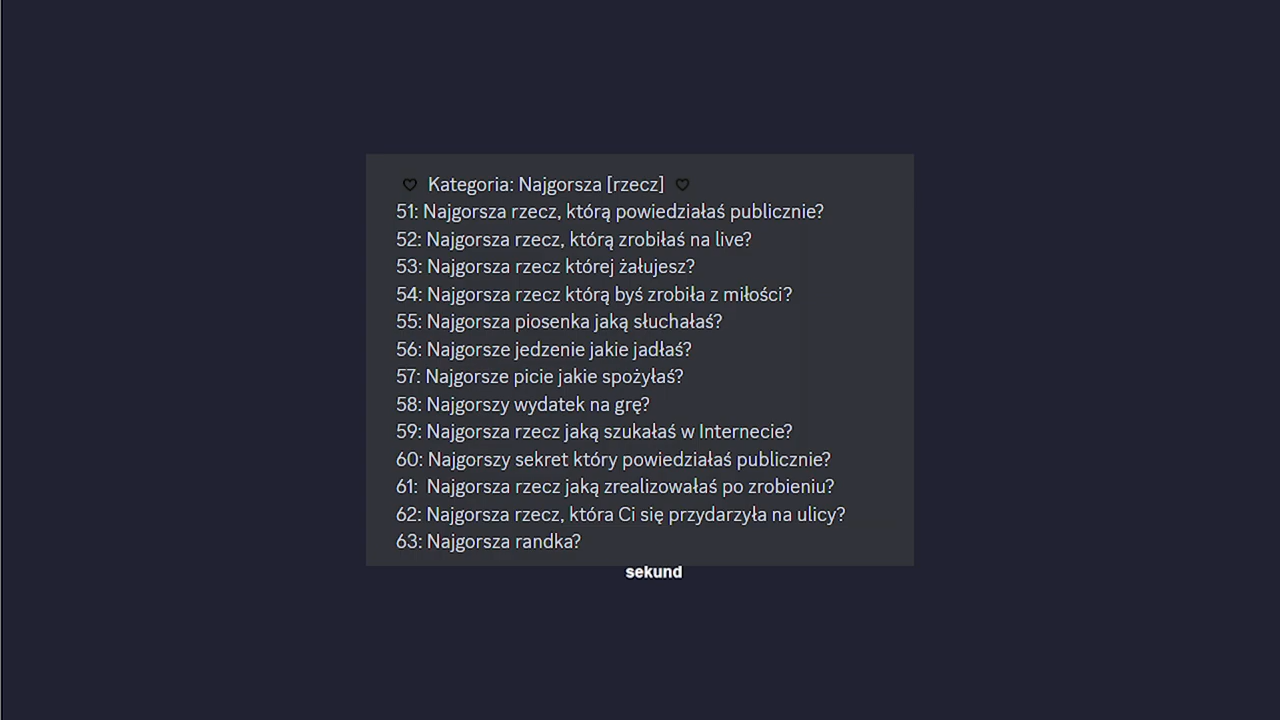 ♡ Kategoria: Najgorsza [rzecz] ♡
51: Najgorsza rzecz, którą powiedziałaś publicznie?
52: Najgorsza rzecz, którą zrobiłaś na live?
53: Najgorsza rzecz której żałujesz?
54: Najgorsza rzecz którą byś zrobiła z miłości?
55: Najgorsza piosenka jaką słuchałaś?
56: Najgorsze jedzenie jakie jadłaś?
57: Najgorsze picie jakie spożyłaś?
58: Najgorszy wydatek na grę?
59: Najgorsza rzecz jaką szukałaś w Internecie?
60: Najgorszy sekret który powiedziałaś publicznie?
61:  Najgorsza rzecz jaką zrealizowałaś po zrobieniu?
62: Najgorsza rzecz, która Ci się przydarzyła na ulicy?
63: Najgorsza randka?
sekund